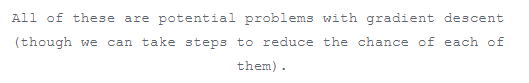 All of these are potential problems with gradient descent
(though we can take steps to reduce the chance of each of
them).